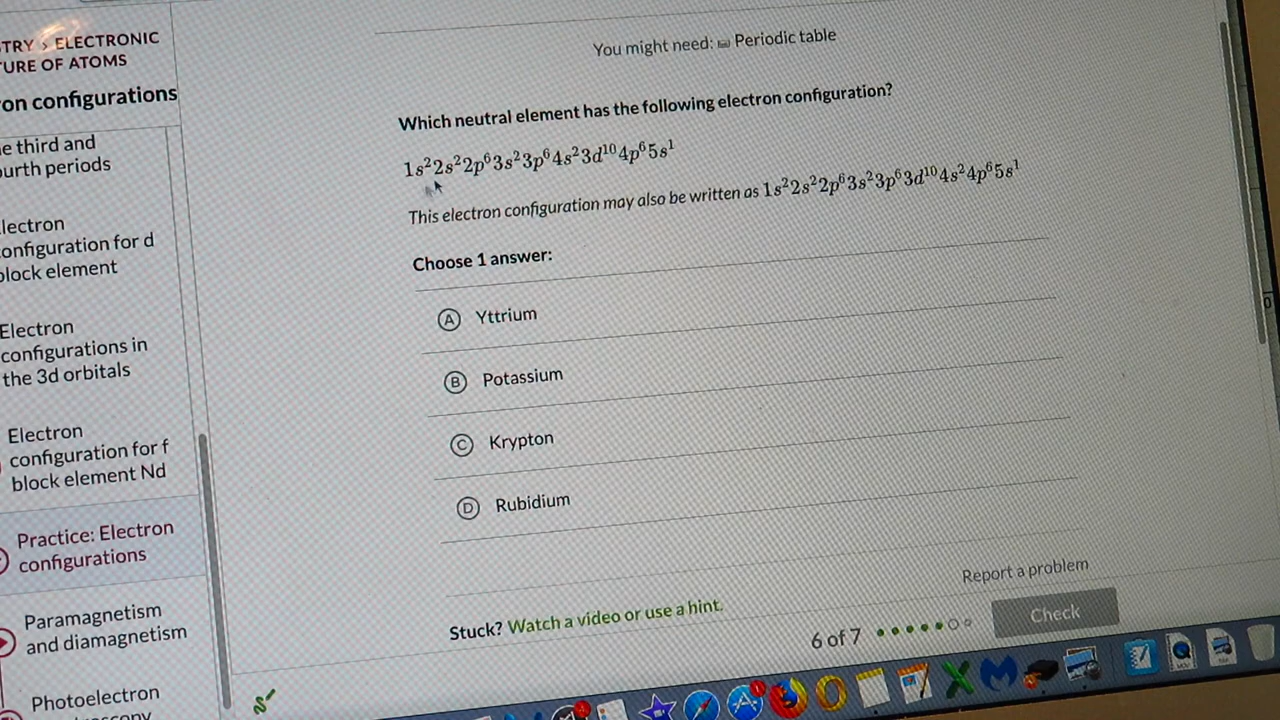 TRY > ELECTRONIC
URE OF ATOMS
on configurations
e third and
urth periods
lectron
onfiguration for d
lock element
Electron
configurations in
the 3d orbitals
Electron
configuration for f
block element Nd
Practice: Electron
configurations
Paramagnetism
and diamagnetism
Photoelectron
You might need: Periodic table
Which neutral element has the following electron configuration?
1s²2s²2p⁶3s²3p⁶4s²3d¹⁰4p⁶5s¹
This electron configuration may also be written as 1s²2s²2p⁶3s²3p⁶3d¹⁰4s²4p⁶5s¹
Choose 1 answer:
A Yttrium
B Potassium
C Krypton
D Rubidium
Report a problem
Stuck? Watch a video or use a hint.
6 of 7
Check